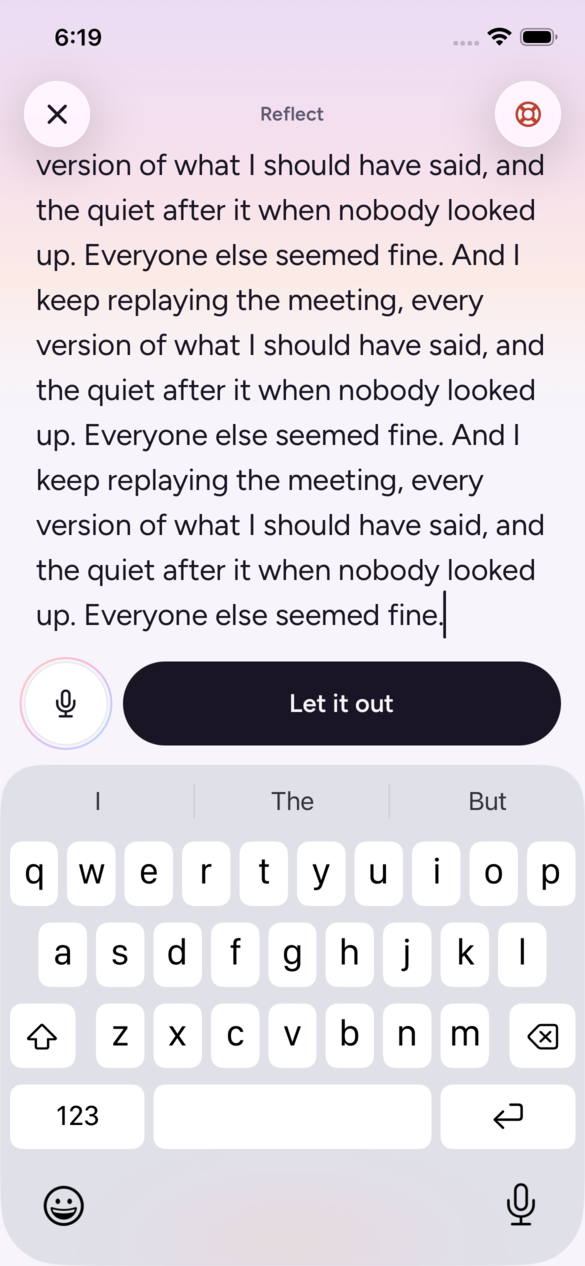 6:19
Reflect
version of what I should have said, and
the quiet after it when nobody looked
up. Everyone else seemed fine. And I
keep replaying the meeting, every
version of what I should have said, and
the quiet after it when nobody looked
up. Everyone else seemed fine. And I
keep replaying the meeting, every
version of what I should have said, and
the quiet after it when nobody looked
up. Everyone else seemed fine.
Let it out
I The But
q w e r t y u i o p
a s d f g h j k l
z x c v b n m
123